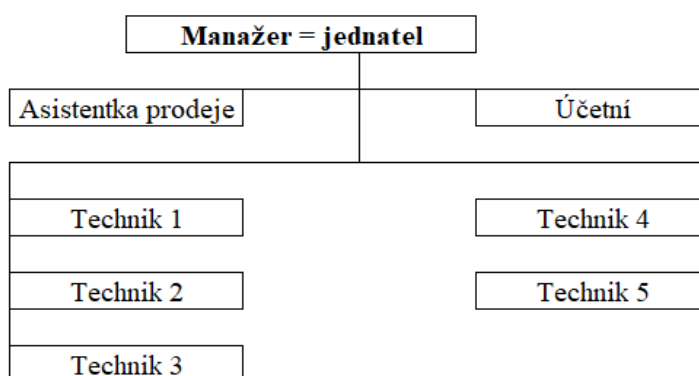 Manažer = jednatel
Asistentka prodeje
Účetní
Technik 1
Technik 4
Technik 2
Technik 5
Technik 3